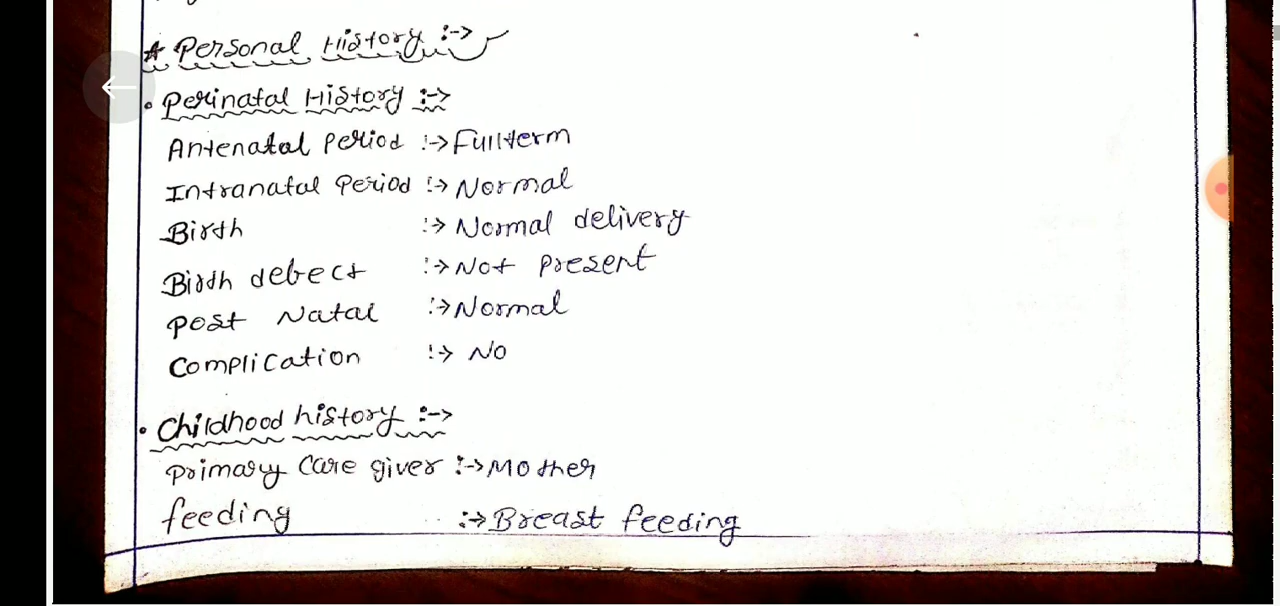 * Personal History :->
• Perinatal History :->
Antenatal Period :-> Fullterm
Intranatal Period :-> Normal
Birth :-> Normal delivery
Birth defect :-> Not present
Post Natal :-> Normal
Complication :-> No
• Childhood history :->
Primary Care giver :-> Mother
feeding :-> Breast feeding